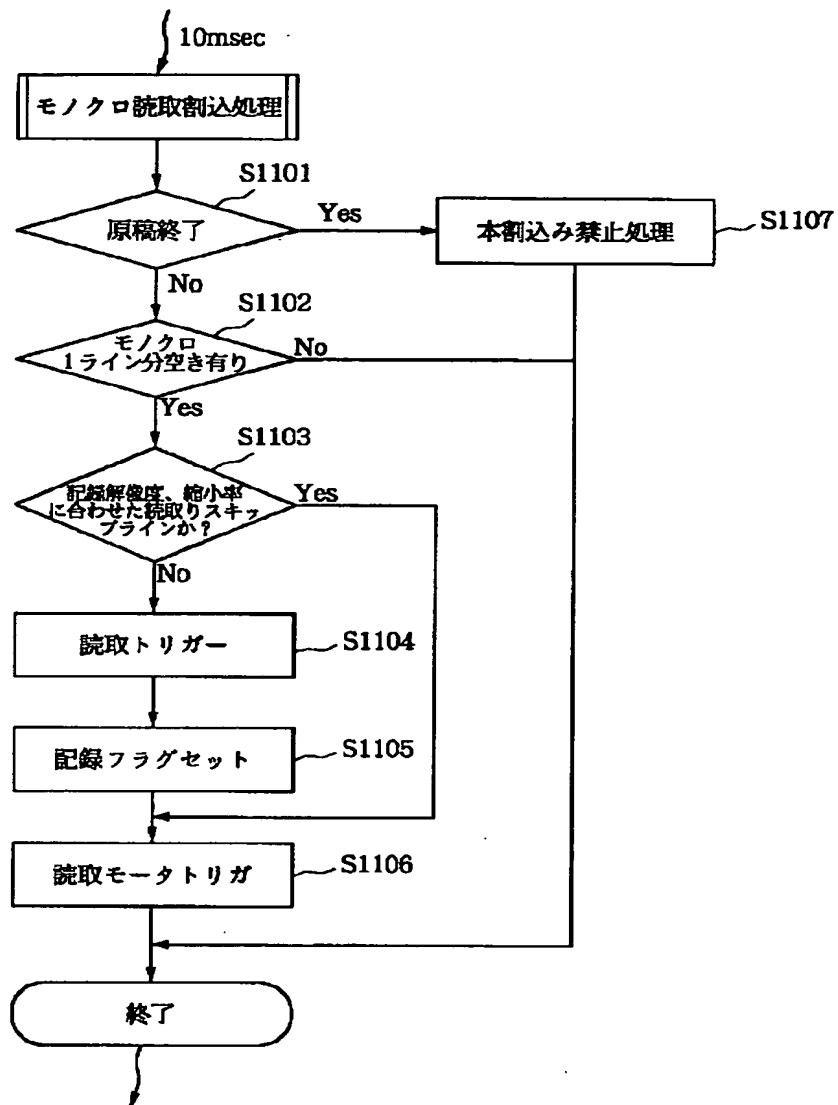 10msec
モノクロ読取割込処理
S1101
原稿終了
Yes
本割込み禁止処理
S1107
No
S1102
モノクロ
1ライン分空き有り
No
Yes
S1103
記録解像度、縮小率
に合わせた読取りスキッ
プラインか?
Yes
No
読取トリガー
S1104
記録フラグセット
S1105
読取モータトリガ
S1106
終了